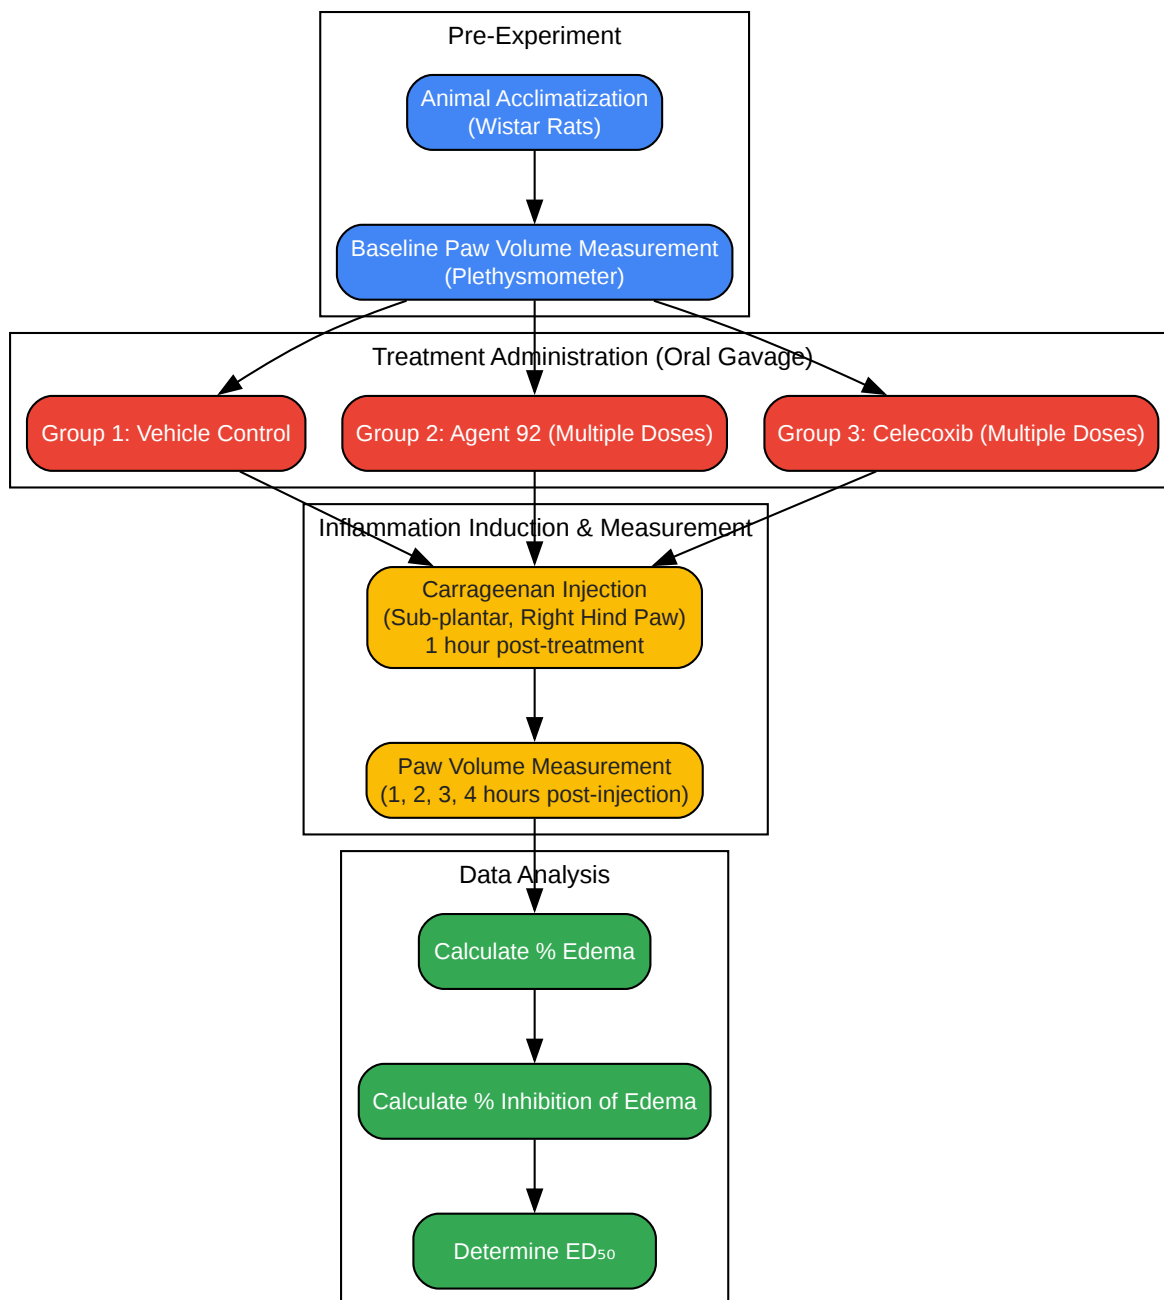 Pre-Experiment
Animal Acclimatization
(Wistar Rats)
Baseline Paw Volume Measurement
(Plethysmometer)
Treatment Administration (Oral Gavage)
Group 1: Vehicle Control
Group 2: Agent 92 (Multiple Doses)
Group 3: Celecoxib (Multiple Doses)
Inflammation Induction & Measurement
Carrageenan Injection
(Sub-plantar, Right Hind Paw)
1 hour post-treatment
Paw Volume Measurement
(1, 2, 3, 4 hours post-injection)
Data Analysis
Calculate % Edema
Calculate % Inhibition of Edema
Determine ED₅₀